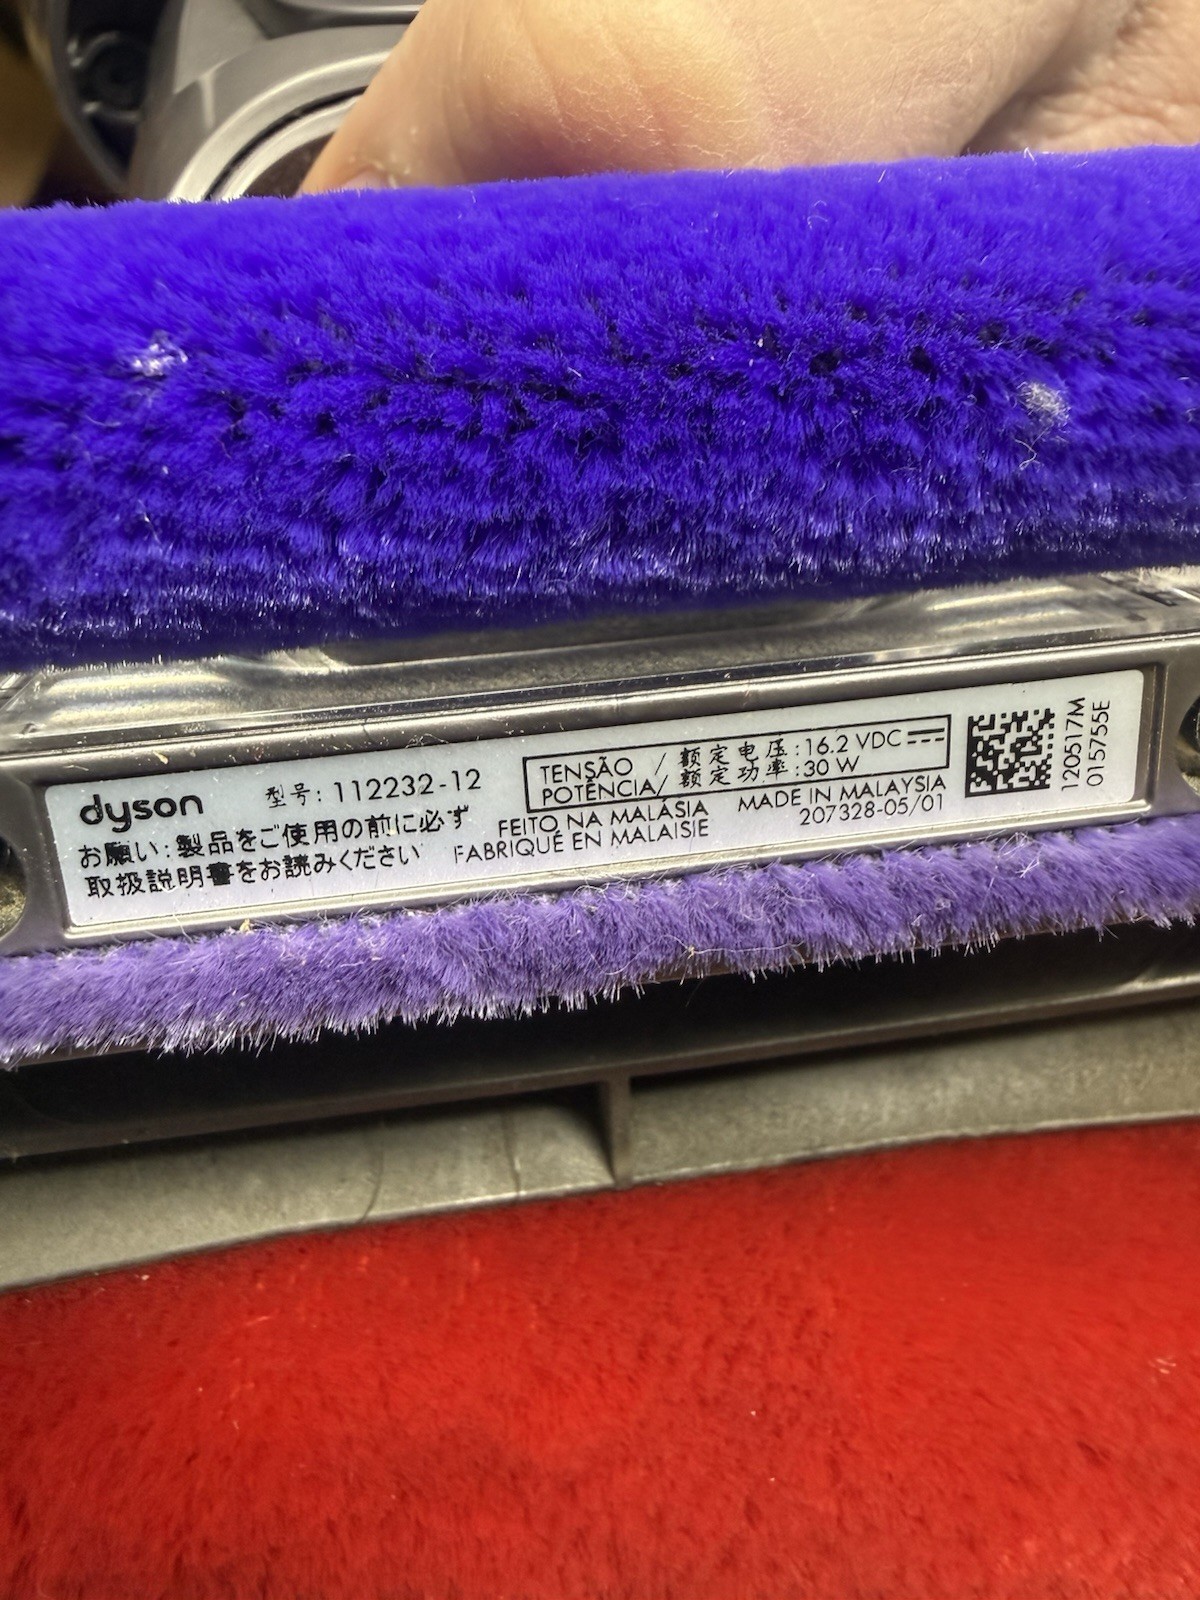 dyson
型号: 112232-12
お願い: 製品をご使用の前に必ず
取扱説明書をお読みください
TENSÃO / 额定电压: 16.2 VDC
POTÊNCIA/ 额定功率: 30 W
FEITO NA MALÁSIA
FABRIQUÉ EN MALAISIE
MADE IN MALAYSIA
207328-05/01
120517M
015755E